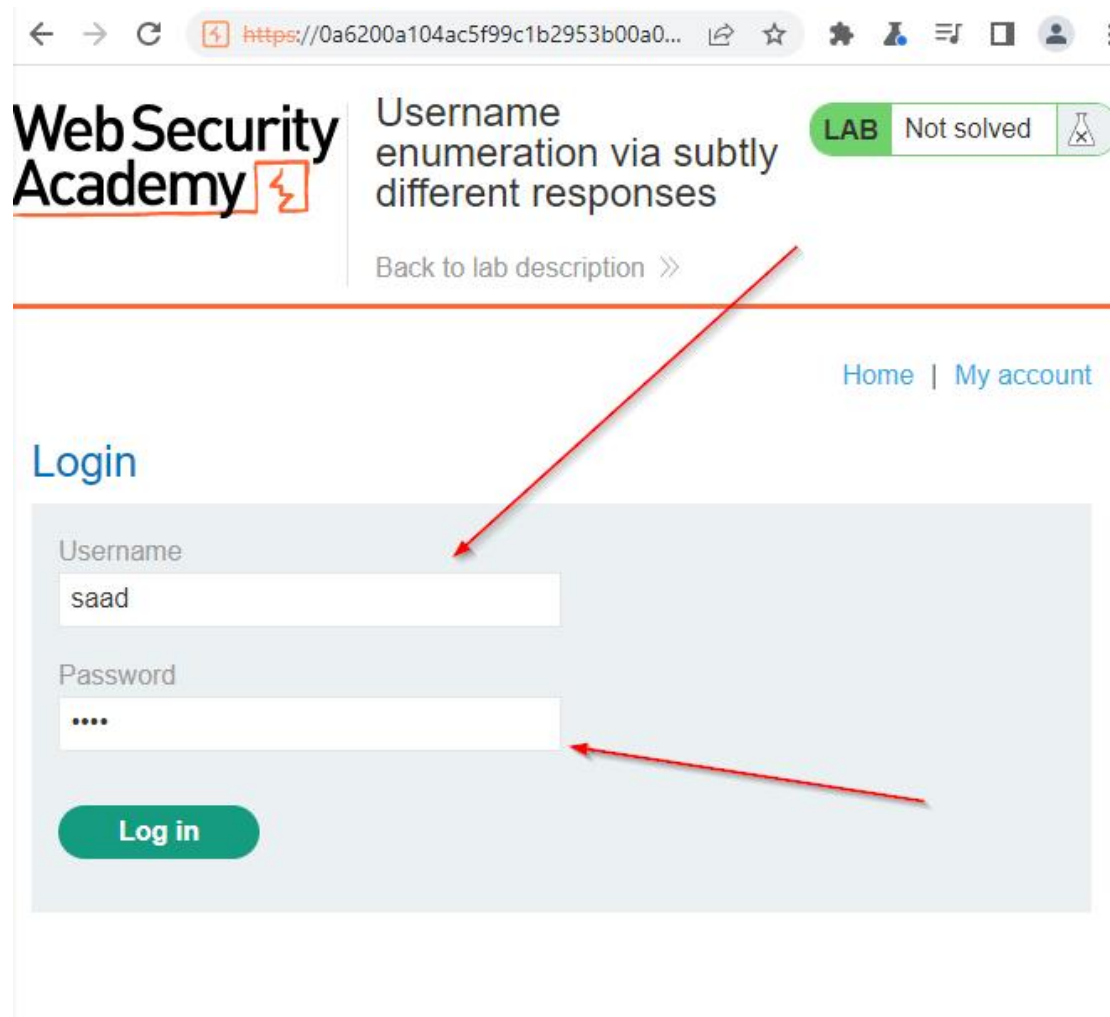 https://0a6200a104ac5f99c1b2953b00a0...
Web Security
Academy
Username
enumeration via subtly
different responses
LAB Not solved
Back to lab description
Home | My account
Login
Username
saad
Password
••••
Log in